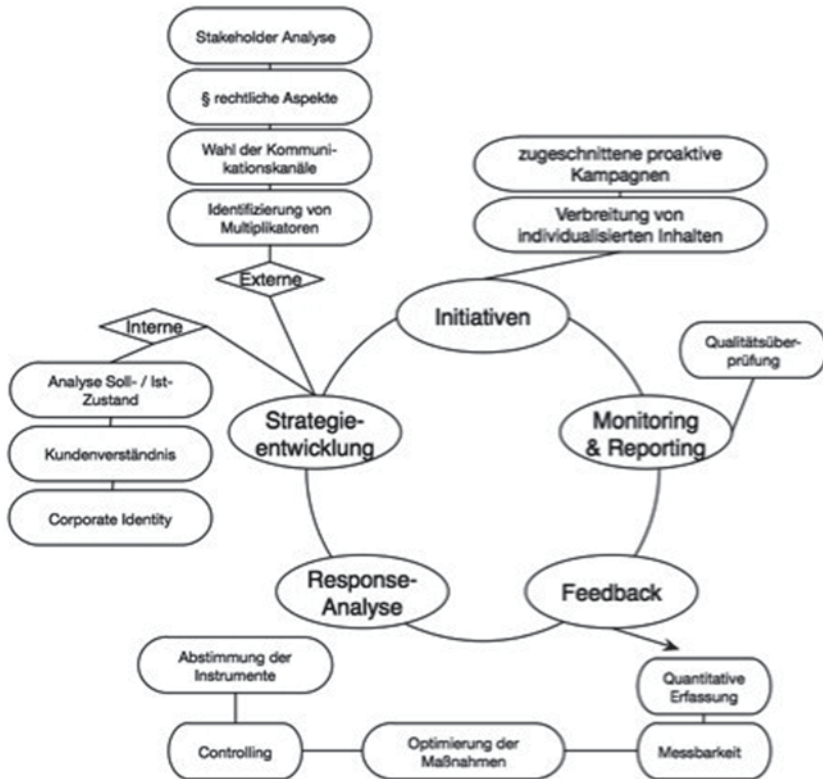 Stakeholder Analyse
§ rechtliche Aspekte
Wahl der Kommuni-
kationskanäle
Identifizierung von
Multiplikatoren
Externe
Interne
Analyse Soll- / Ist-
Zustand
Kundenverständnis
Corporate Identity
zugeschnittene proaktive
Kampagnen
Verbreitung von
individualisierten Inhalten
Initiativen
Qualitätsüber-
prüfung
Strategie-
entwicklung
Monitoring
& Reporting
Response-
Analyse
Feedback
Abstimmung der
Instrumente
Controlling
Optimierung der
Maßnahmen
Quantitative
Erfassung
Messbarkeit